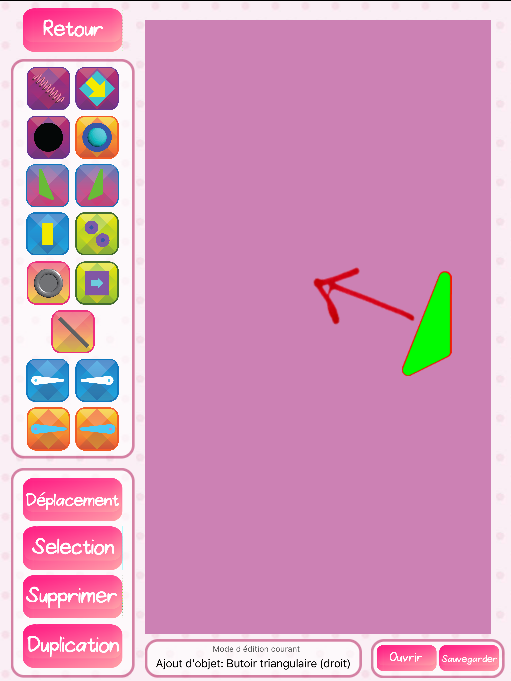 Retour
Déplacement
Selection
Supprimer
Duplication
Mode d'édition courant
Ajout d'objet: Butoir triangulaire (droit)
Ouvrir
Sauvegarder